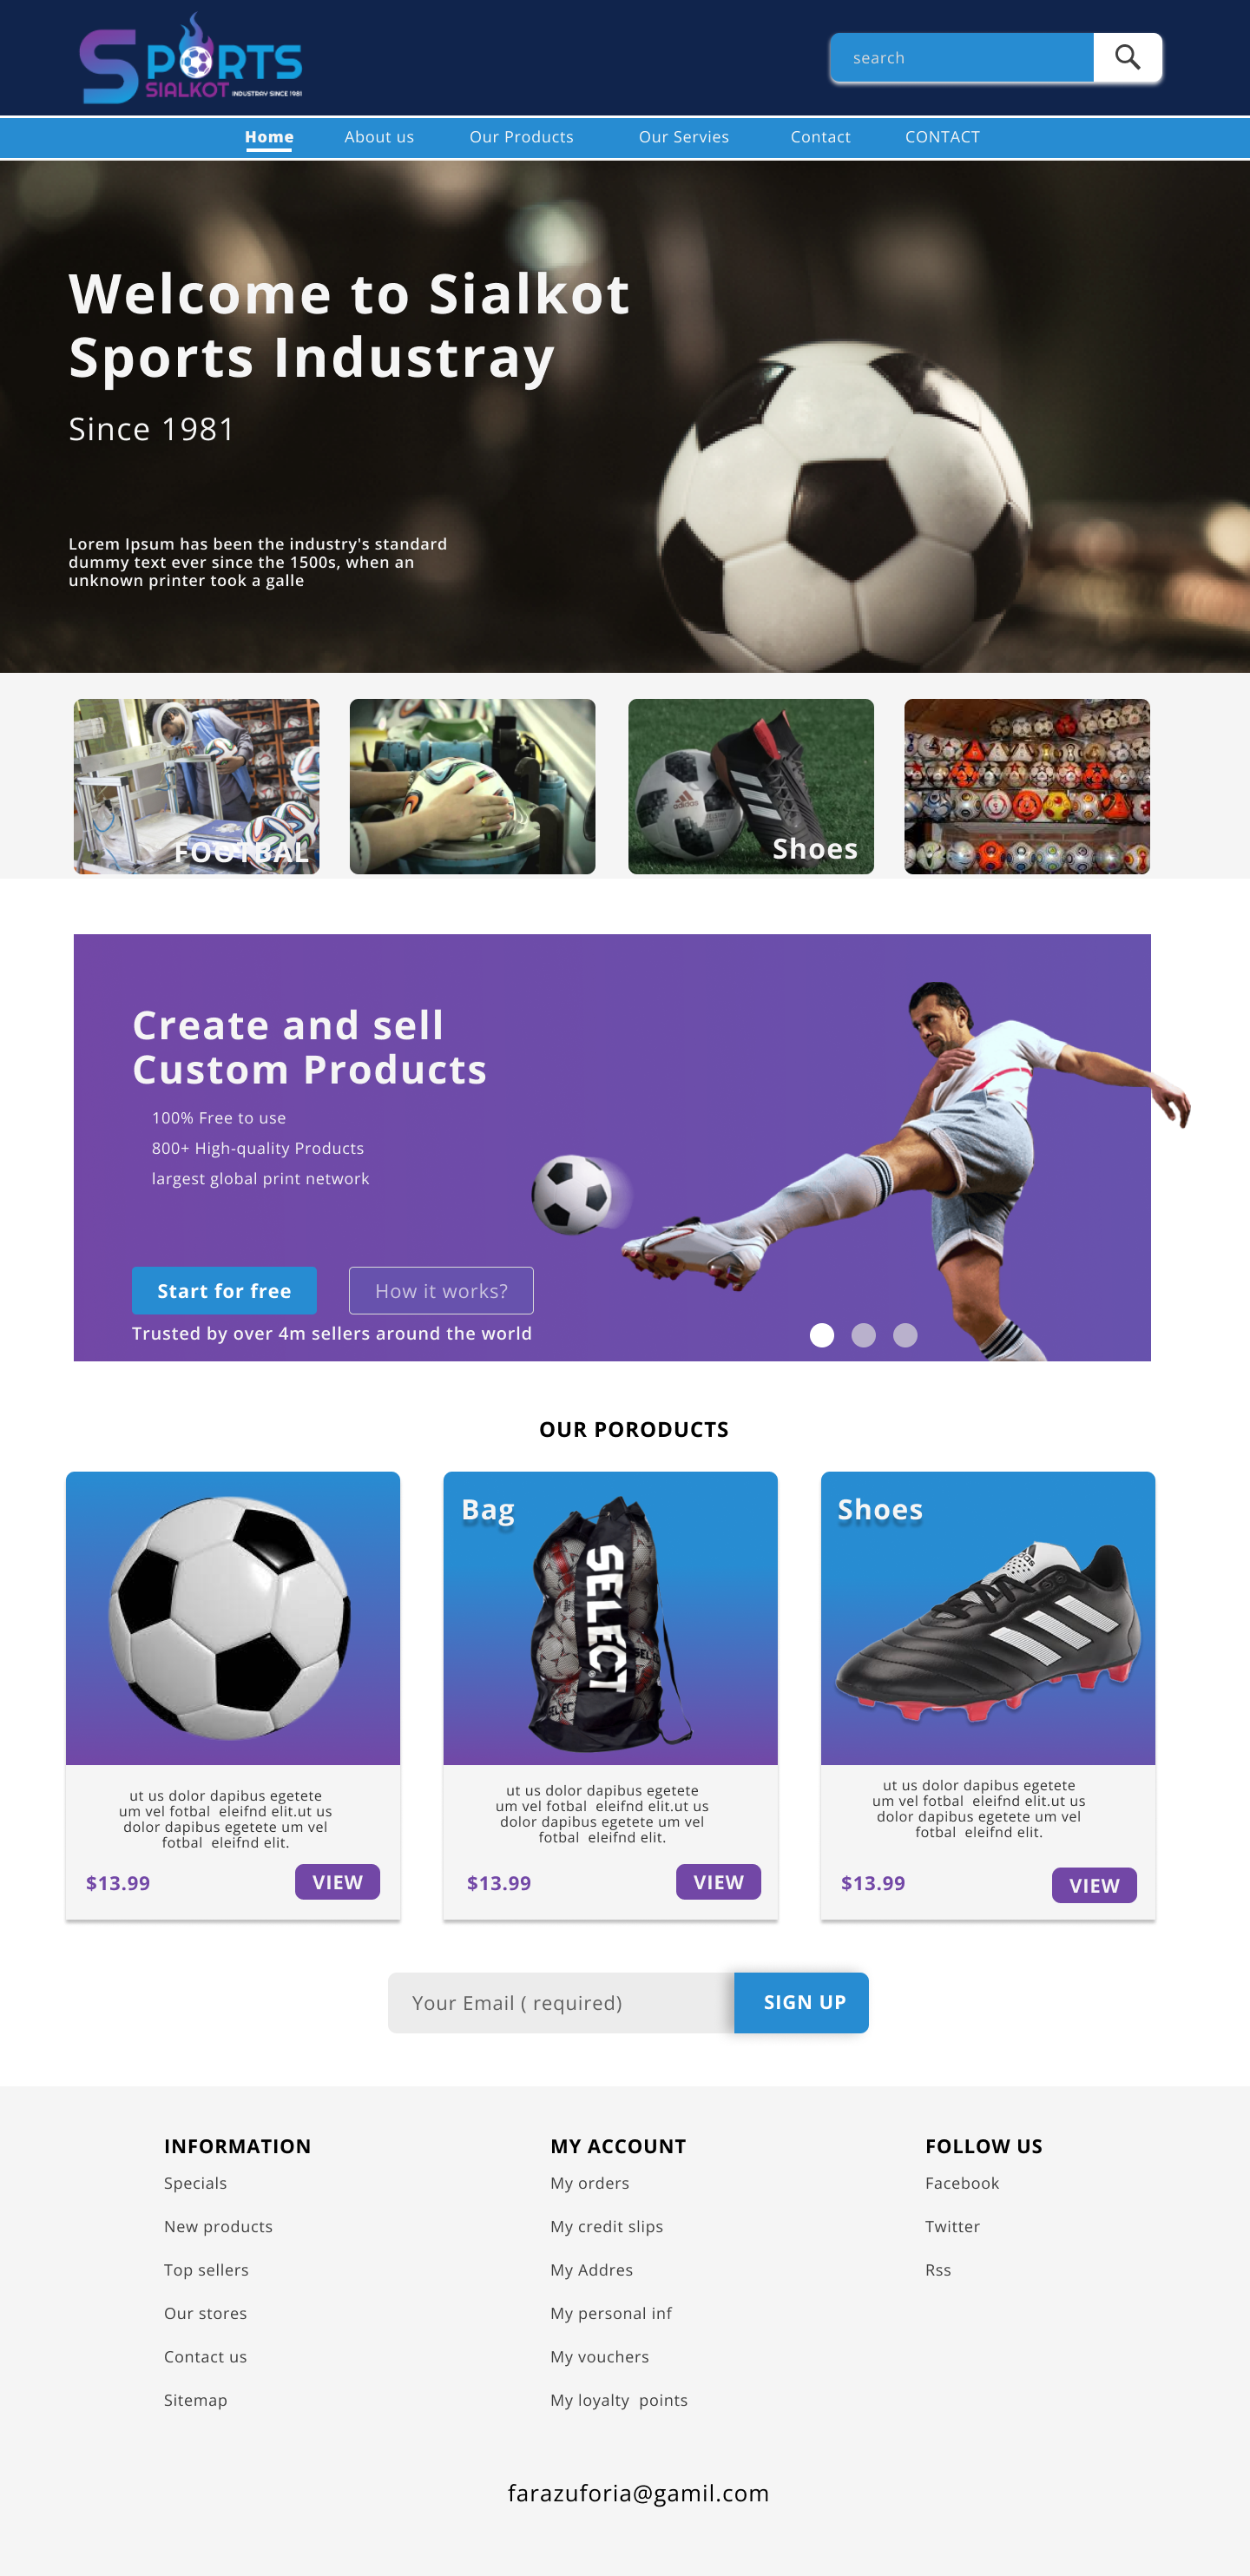 SPORTS
SIALKOT INDUSTRAY SINCE 1981
search
Home About us Our Products Our Servies Contact CONTACT
Welcome to Sialkot
Sports Industray
Since 1981
Lorem Ipsum has been the industry's standard
dummy text ever since the 1500s, when an
unknown printer took a galle
FOOTBAL
adidas
Shoes
Create and sell
Custom Products
100% Free to use
800+ High-quality Products
largest global print network
Start for free
How it works?
Trusted by over 4m sellers around the world
OUR PORODUCTS
ut us dolor dapibus egetete
um vel fotbal eleifnd elit.ut us
dolor dapibus egetete um vel
fotbal eleifnd elit.
$13.99
VIEW
Bag
SELECT
SELECT
ut us dolor dapibus egetete
um vel fotbal eleifnd elit.ut us
dolor dapibus egetete um vel
fotbal eleifnd elit.
$13.99
VIEW
Shoes
adidas
ut us dolor dapibus egetete
um vel fotbal eleifnd elit.ut us
dolor dapibus egetete um vel
fotbal eleifnd elit.
$13.99
VIEW
Your Email ( required)
SIGN UP
INFORMATION
Specials
New products
Top sellers
Our stores
Contact us
Sitemap
MY ACCOUNT
My orders
My credit slips
My Addres
My personal inf
My vouchers
My loyalty points
FOLLOW US
Facebook
Twitter
Rss
farazuforia@gamil.com